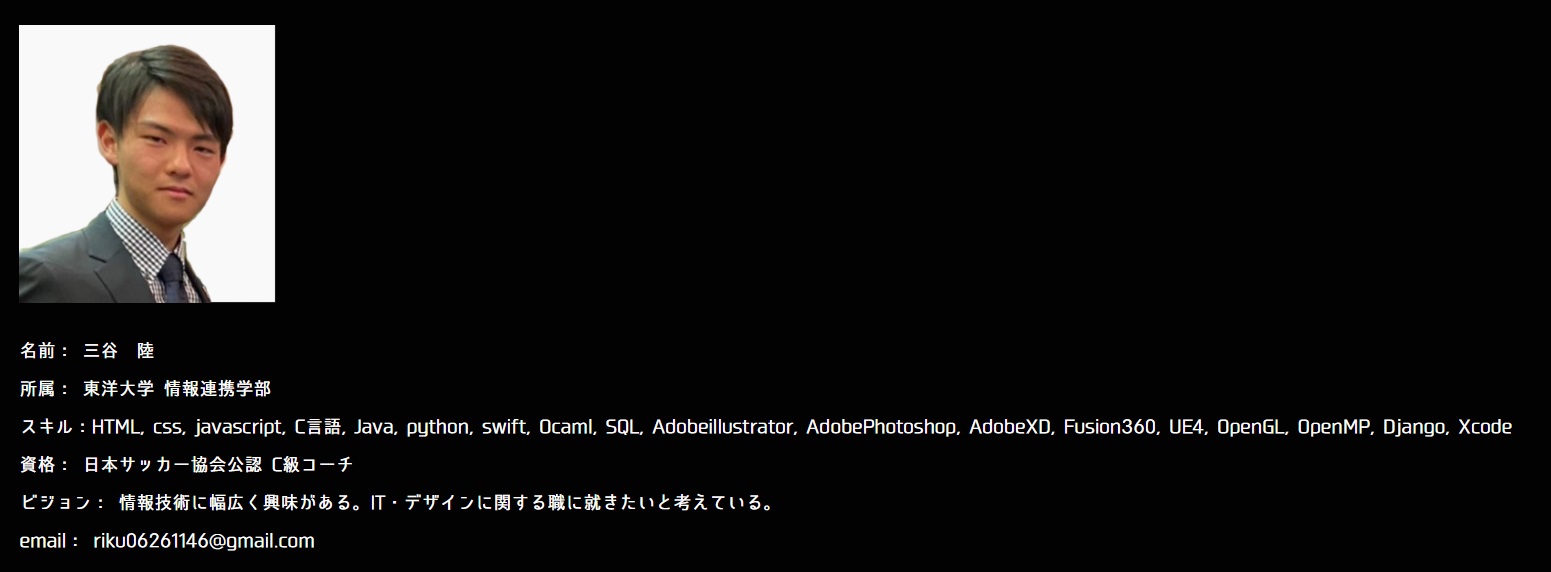 名前： 三谷　陸
所属： 東洋大学 情報連携学部
スキル：HTML, css, javascript, C言語, Java, python, swift, Ocaml, SQL, Adobeillustrator, AdobePhotoshop, AdobeXD, Fusion360, UE4, OpenGL, OpenMP, Django, Xcode
資格： 日本サッカー協会公認 C級コーチ
ビジョン： 情報技術に幅広く興味がある。IT・デザインに関する職に就きたいと考えている。
email： riku06261146@gmail.com